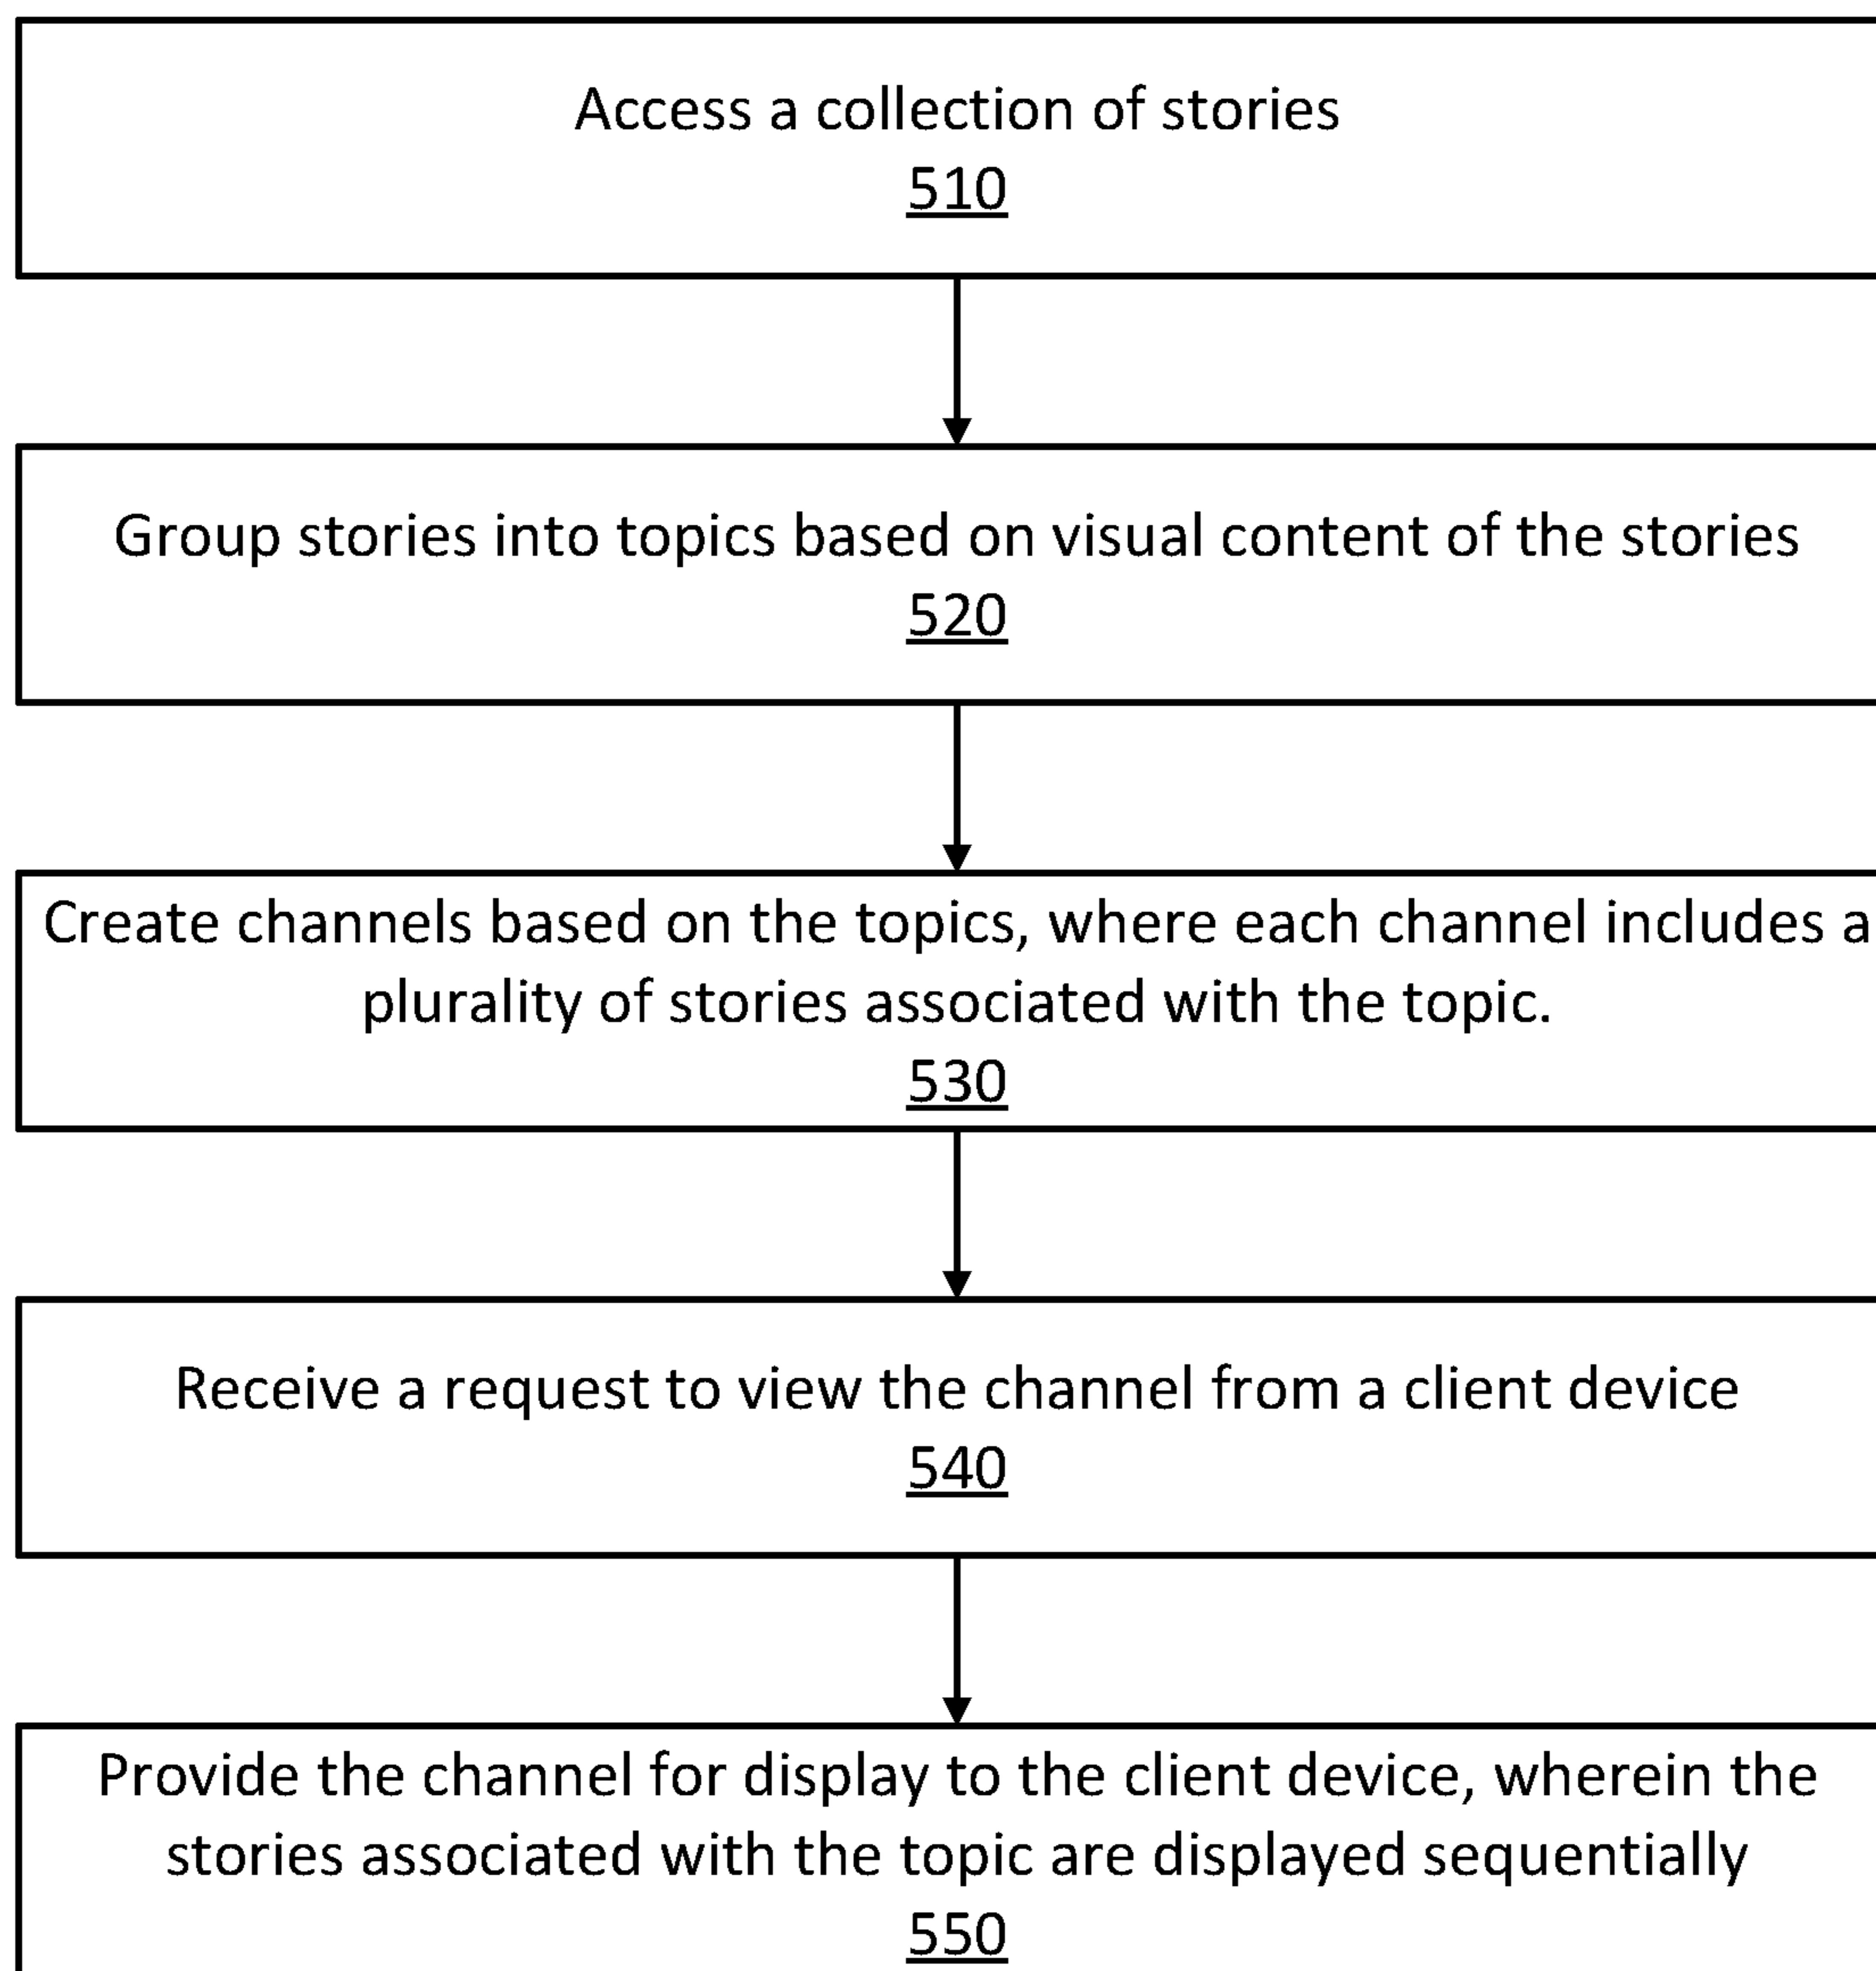 Access a collection of stories
510
Group stories into topics based on visual content of the stories
520
Create channels based on the topics, where each channel includes a
plurality of stories associated with the topic.
530
Receive a request to view the channel from a client device
540
Provide the channel for display to the client device, wherein the
stories associated with the topic are displayed sequentially
550